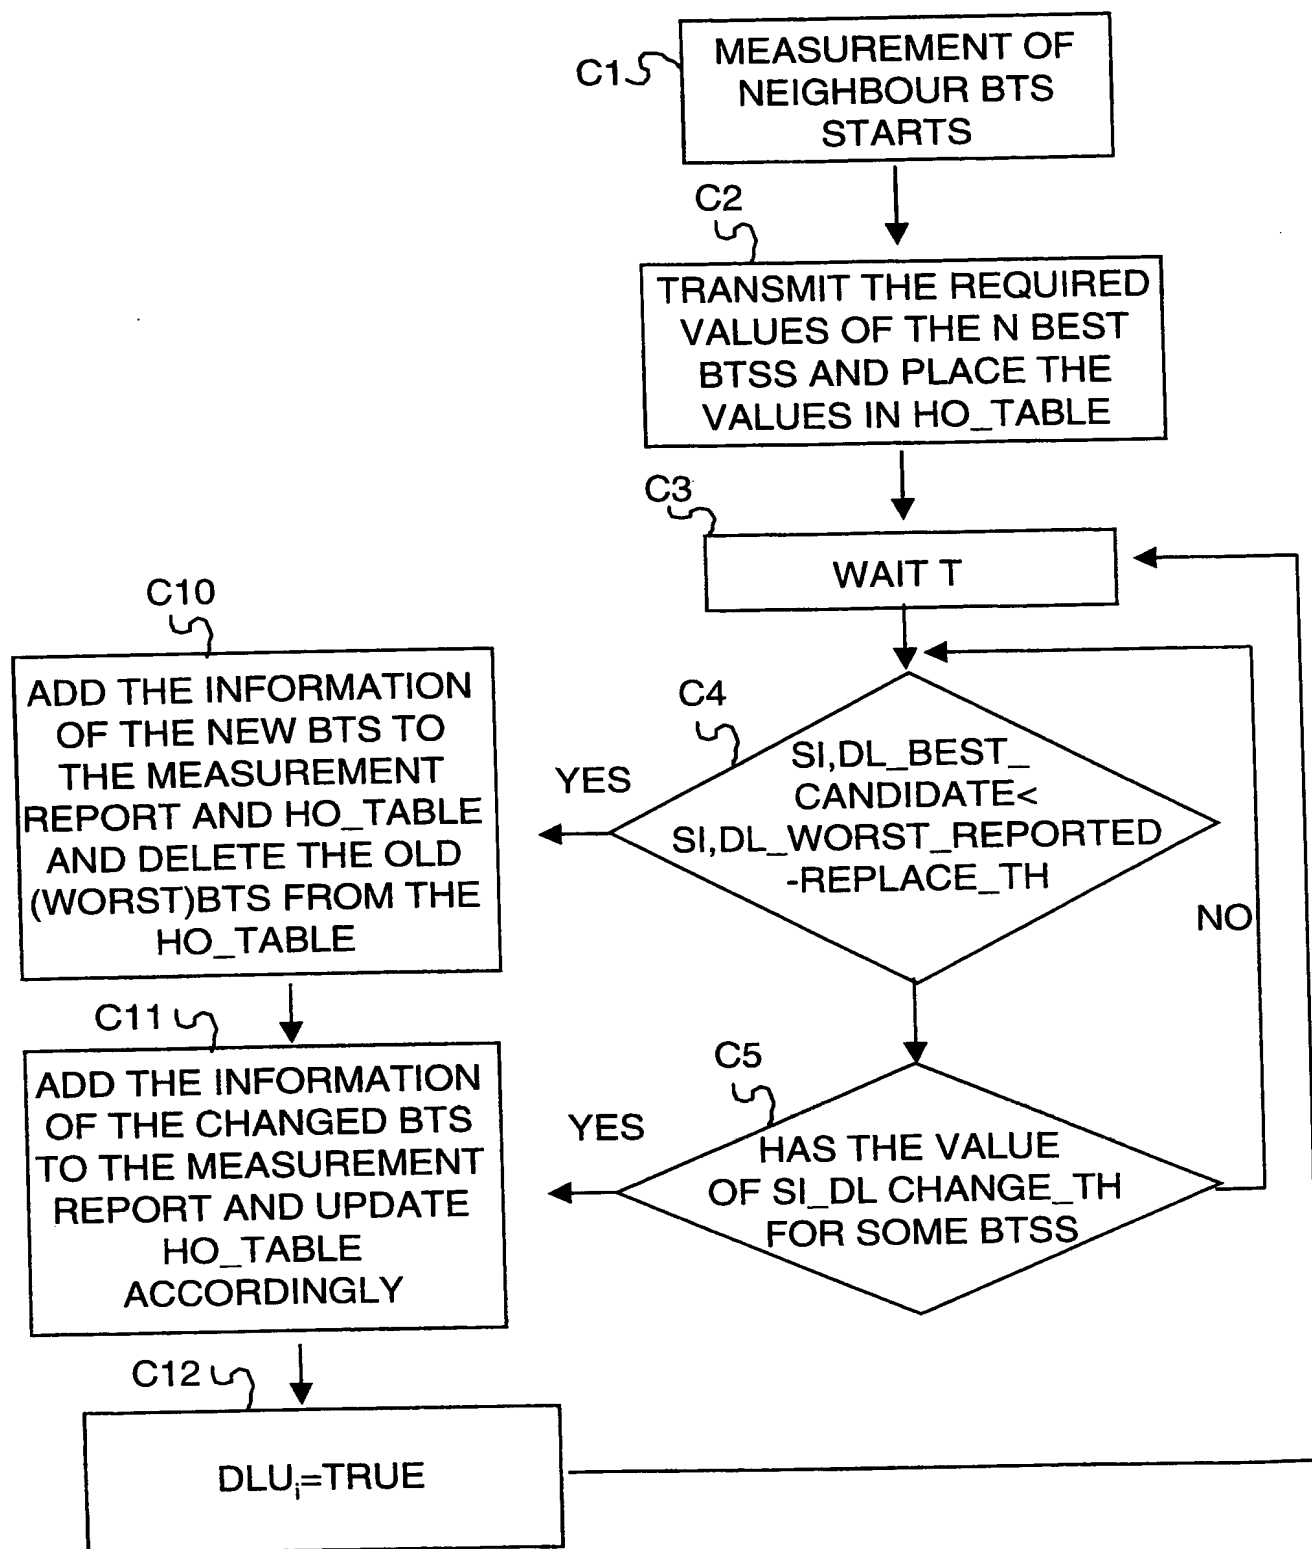 C1
MEASUREMENT OF
NEIGHBOUR BTS
STARTS
C2
TRANSMIT THE REQUIRED
VALUES OF THE N BEST
BTSS AND PLACE THE
VALUES IN HO_TABLE
C3
WAIT T
C4
SI,DL_BEST_
CANDIDATE<
SI,DL_WORST_REPORTED
-REPLACE_TH
YES
C10
ADD THE INFORMATION
OF THE NEW BTS TO
THE MEASUREMENT
REPORT AND HO_TABLE
AND DELETE THE OLD
(WORST)BTS FROM THE
HO_TABLE
NO
C5
HAS THE VALUE
OF SI_DL CHANGE_TH
FOR SOME BTSS
YES
C11
ADD THE INFORMATION
OF THE CHANGED BTS
TO THE MEASUREMENT
REPORT AND UPDATE
HO_TABLE
ACCORDINGLY
C12
DLUi=TRUE